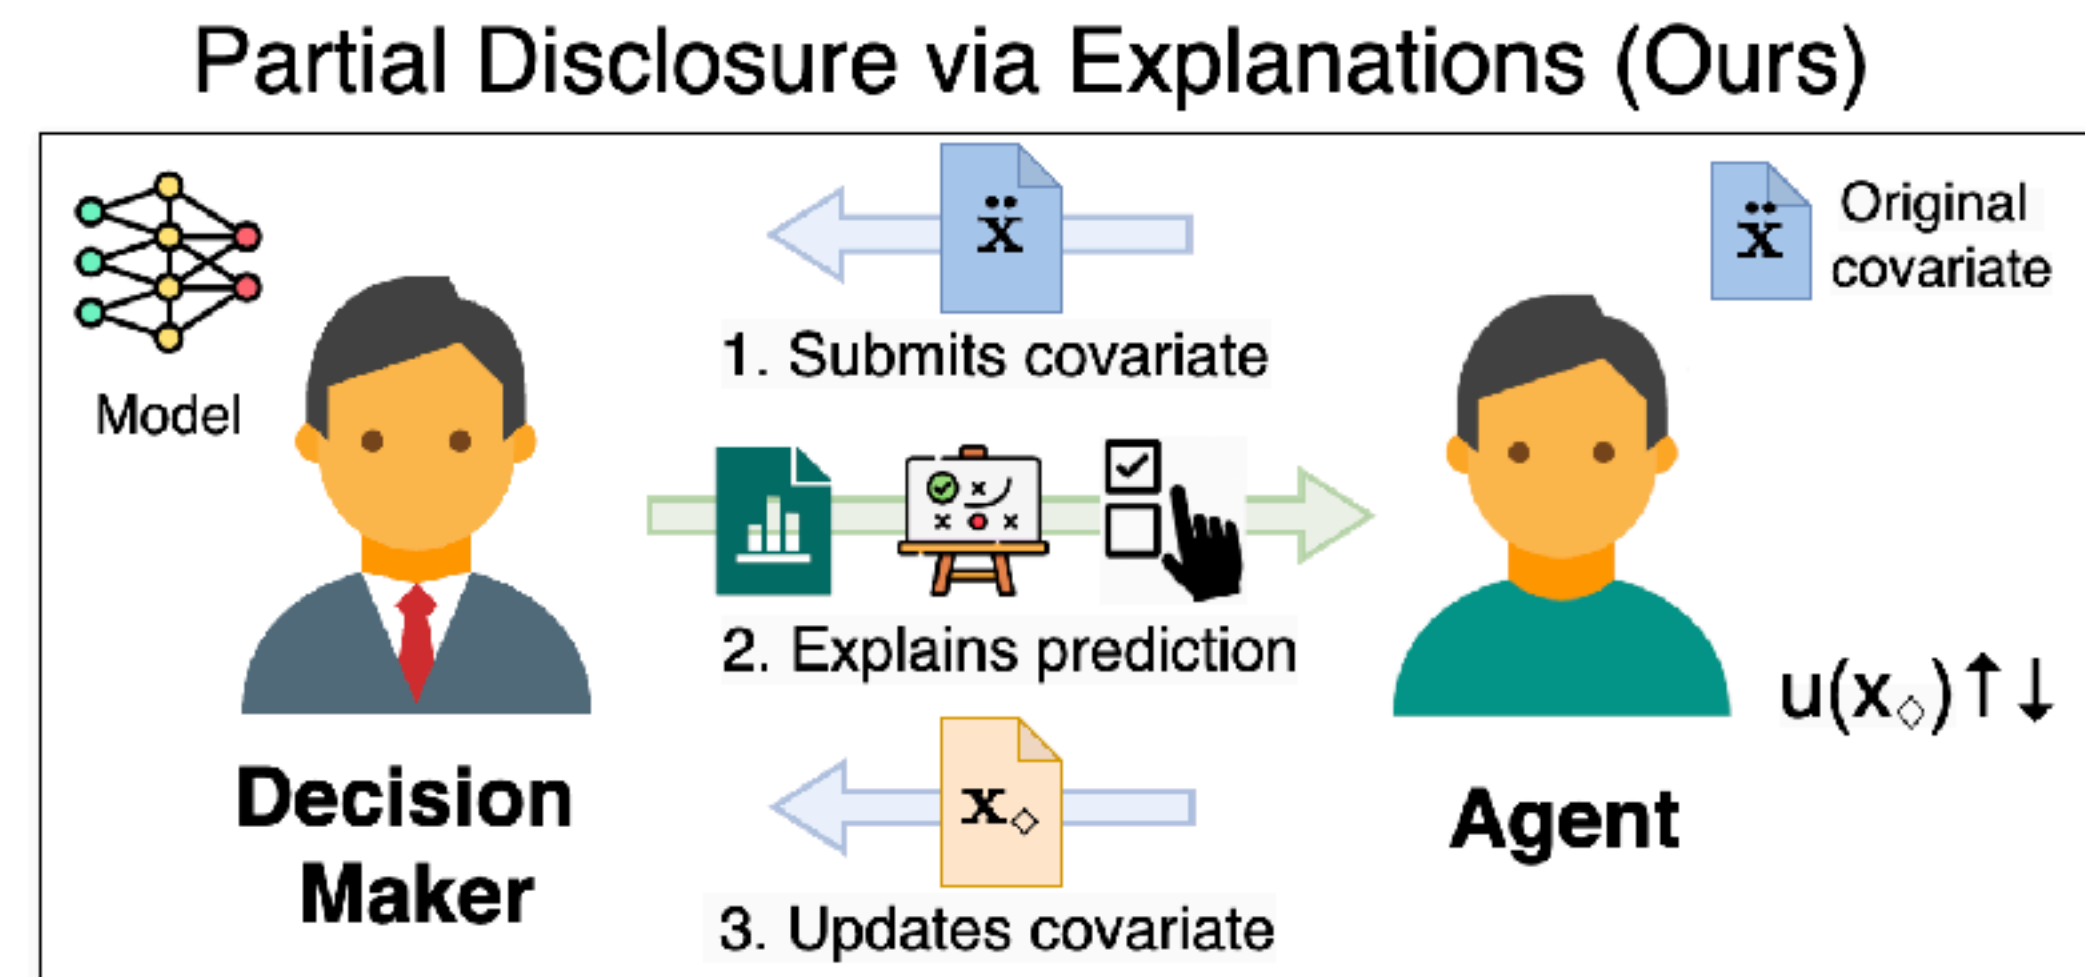 Partial Disclosure via Explanations (Ours)
ẍ
ẍ
Original
covariate
1. Submits covariate
Model
2. Explains prediction
u(x◇)↑↓
x◇
Decision
Maker
Agent
3. Updates covariate